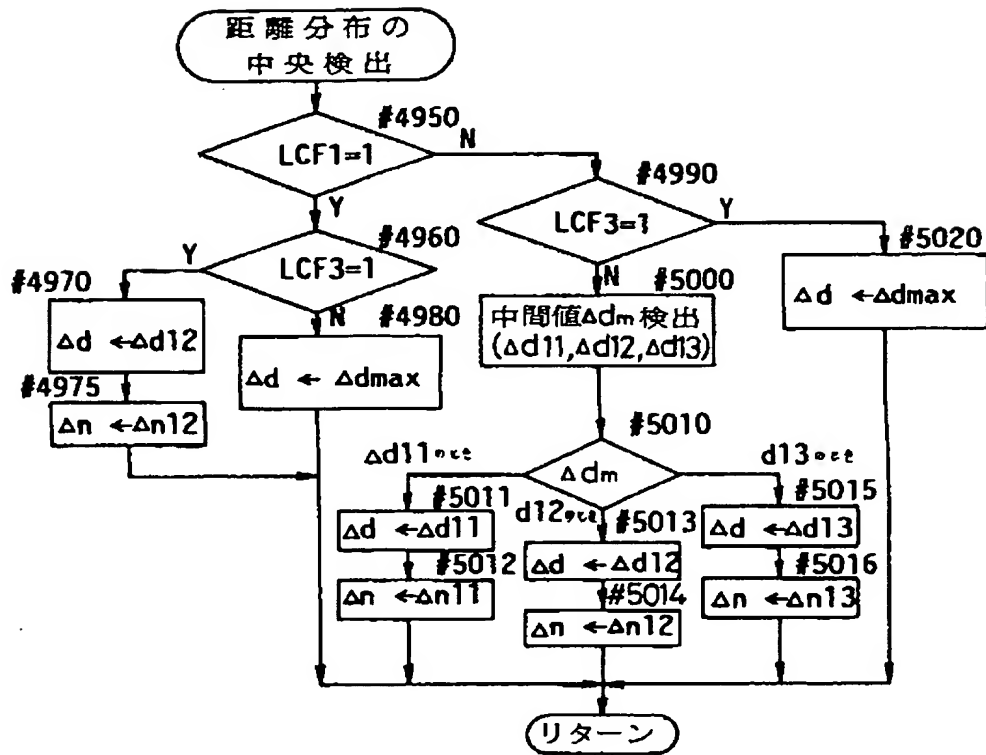 距離分布の
中央検出
#4950
LCF1=1
N
Y
#4990
LCF3=1
Y
N
#4960
LCF3=1
Y
N
#4970
Δd ←Δd12
#4975
Δn ←Δn12
#4980
Δd ← Δdmax
#5000
中間値Δdm検出
(Δd11,Δd12,Δd13)
#5020
Δd ←Δdmax
#5010
Δdm
Δd11のとき
d12のとき
d13のとき
#5011
Δd ←Δd11
#5012
Δn ←Δn11
#5013
Δd ←Δd12
#5014
Δn ←Δn12
#5015
Δd ←Δd13
#5016
Δn ←Δn13
リターン